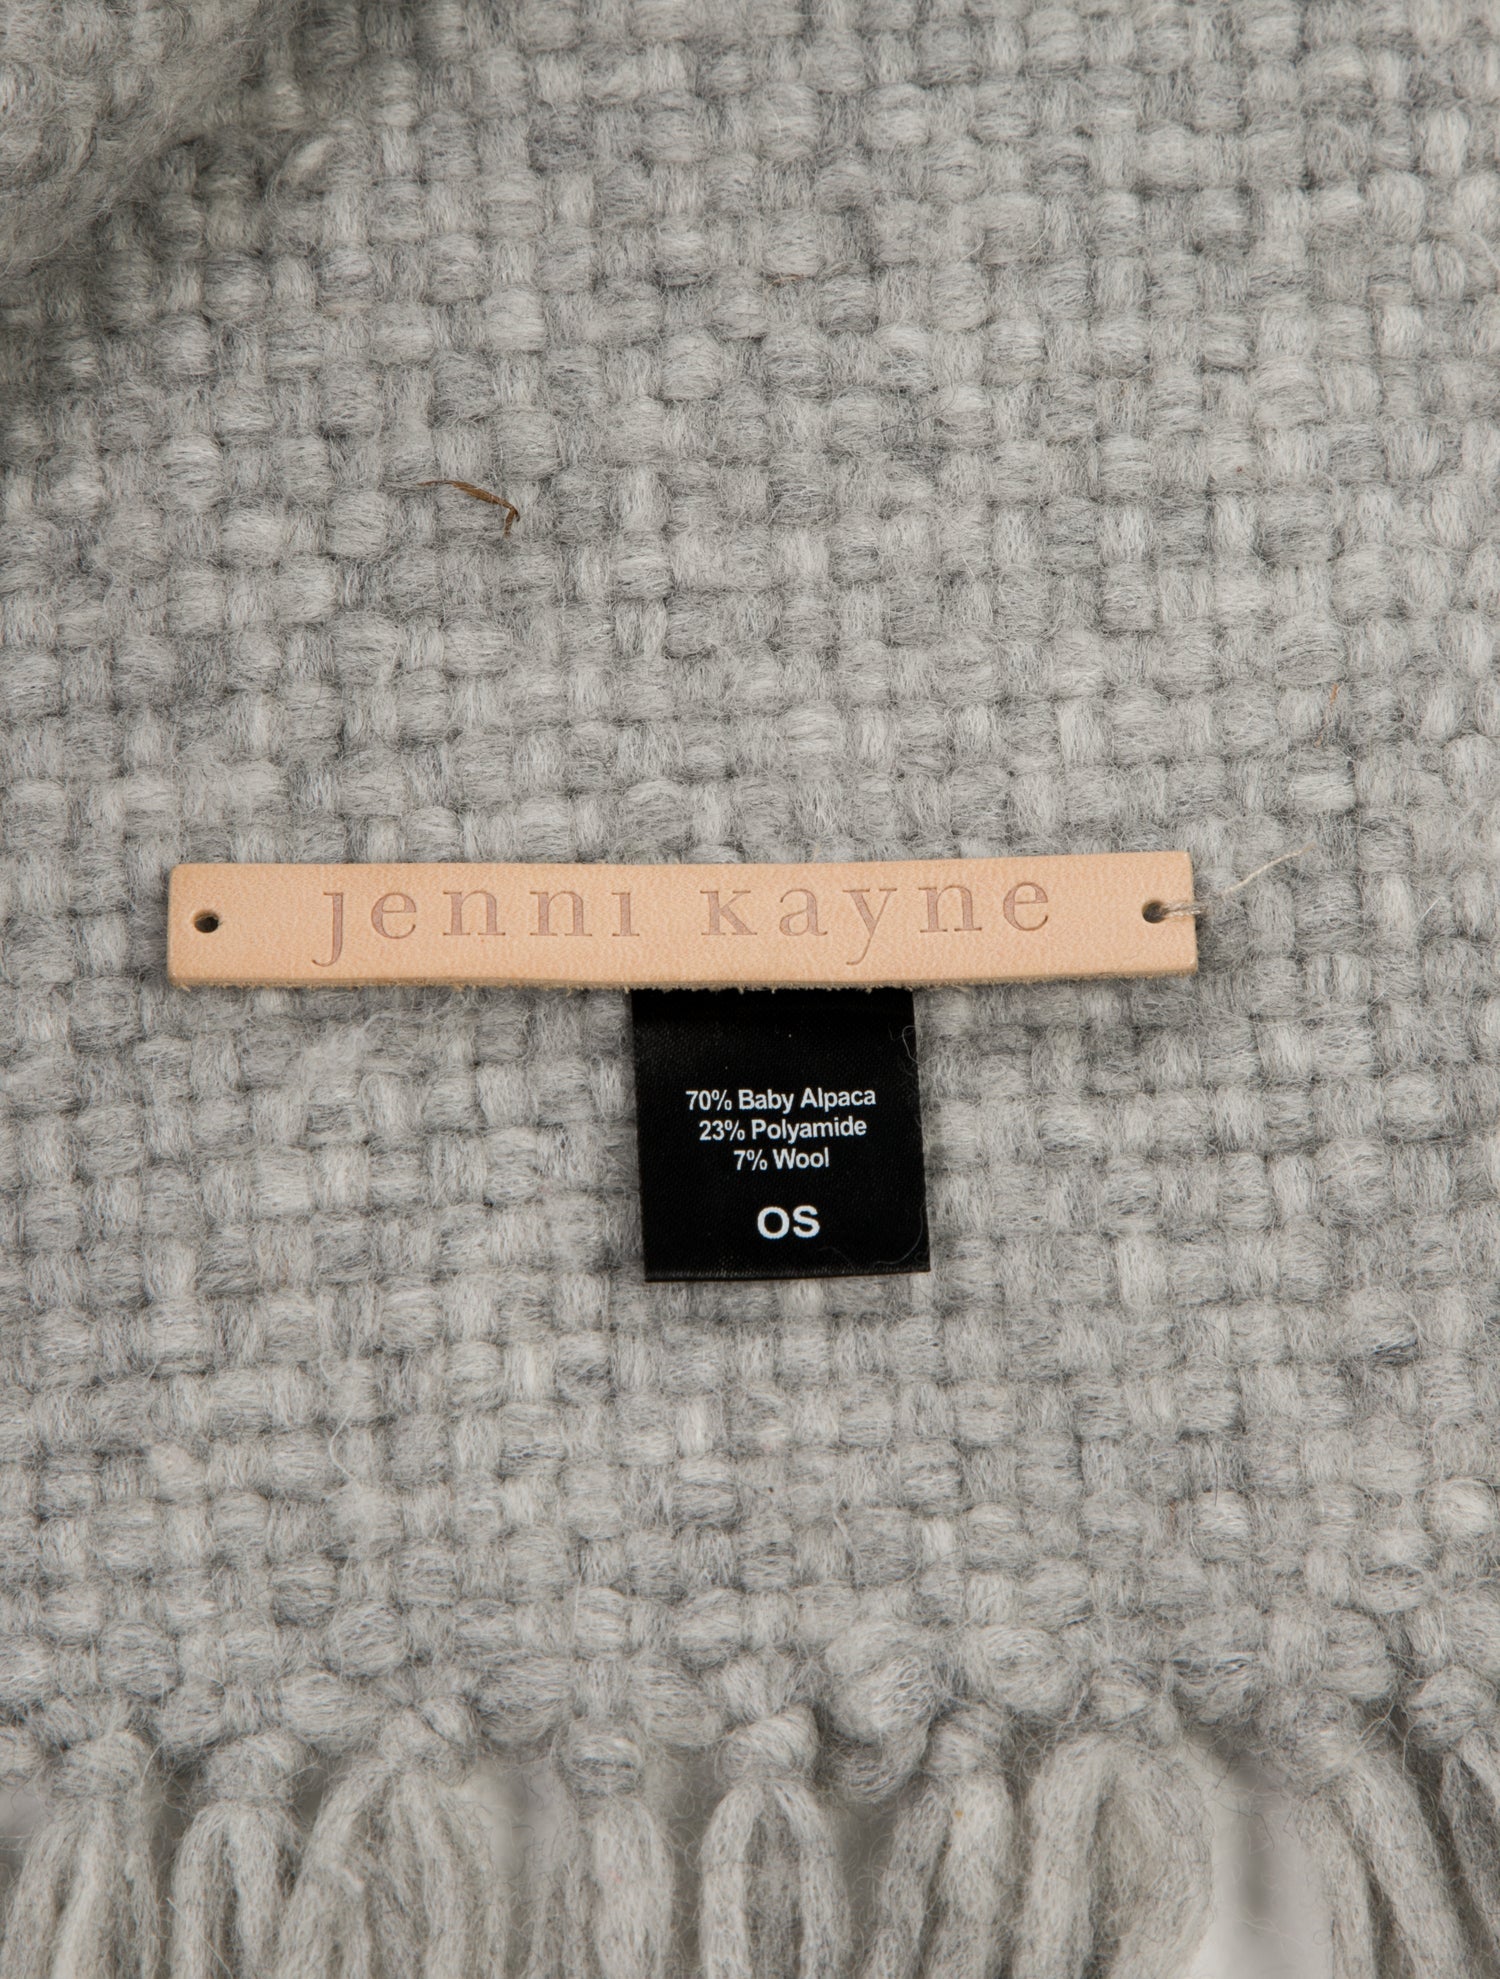 jenni kayne
70% Baby Alpaca
23% Polyamide
7% Wool
OS